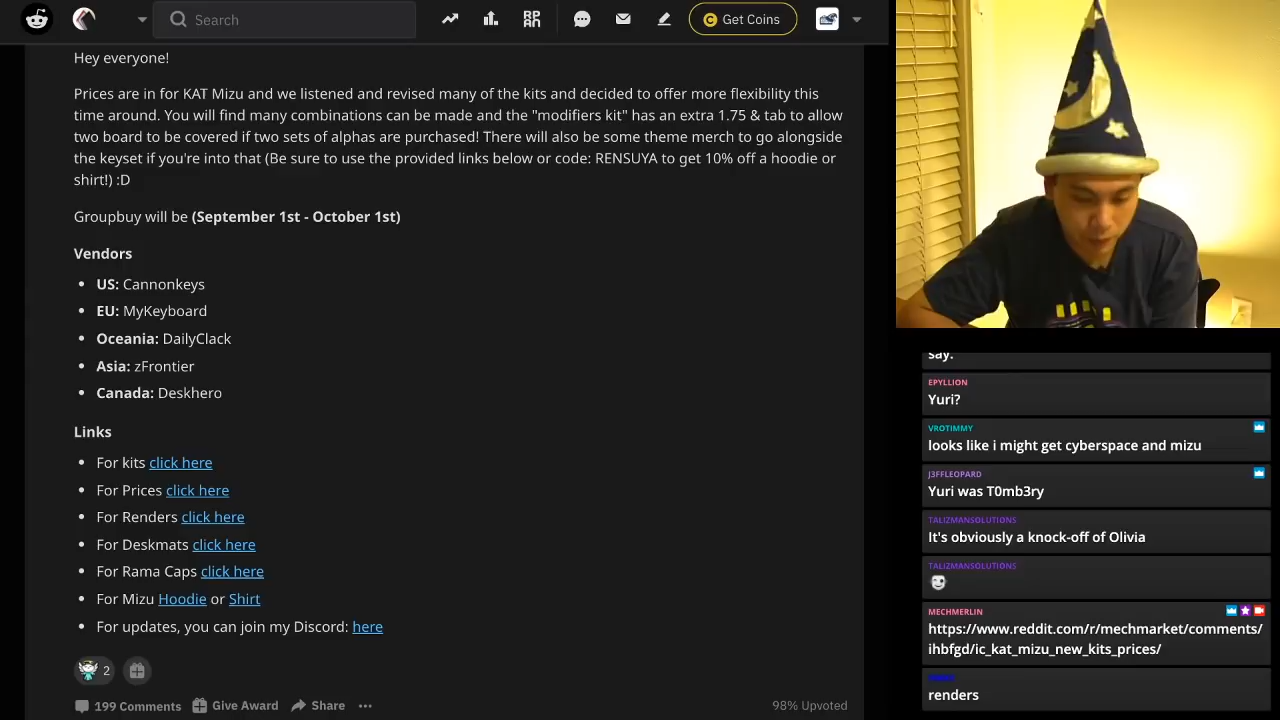 Search
Get Coins
Hey everyone!
Prices are in for KAT Mizu and we listened and revised many of the kits and decided to offer more flexibility this
time around. You will find many combinations can be made and the "modifiers kit" has an extra 1.75 & tab to allow
two board to be covered if two sets of alphas are purchased! There will also be some theme merch to go alongside
the keyset if you're into that (Be sure to use the provided links below or code: RENSUYA to get 10% off a hoodie or
shirt!) :D
Groupbuy will be (September 1st - October 1st)
Vendors
US: Cannonkeys
EU: MyKeyboard
Oceania: DailyClack
Asia: zFrontier
Canada: Deskhero
Links
For kits click here
For Prices click here
For Renders click here
For Deskmats click here
For Rama Caps click here
For Mizu Hoodie or Shirt
For updates, you can join my Discord: here
2
199 Comments
Give Award
Share
98% Upvoted
say.
EPYLLION
Yuri?
VROTIMMY
looks like i might get cyberspace and mizu
J3FFLEOPARD
Yuri was T0mb3ry
TALIZMANSOLUTIONS
It's obviously a knock-off of Olivia
TALIZMANSOLUTIONS
MECHMERLIN
https://www.reddit.com/r/mechmarket/comments/
ihbfgd/ic_kat_mizu_new_kits_prices/
renders